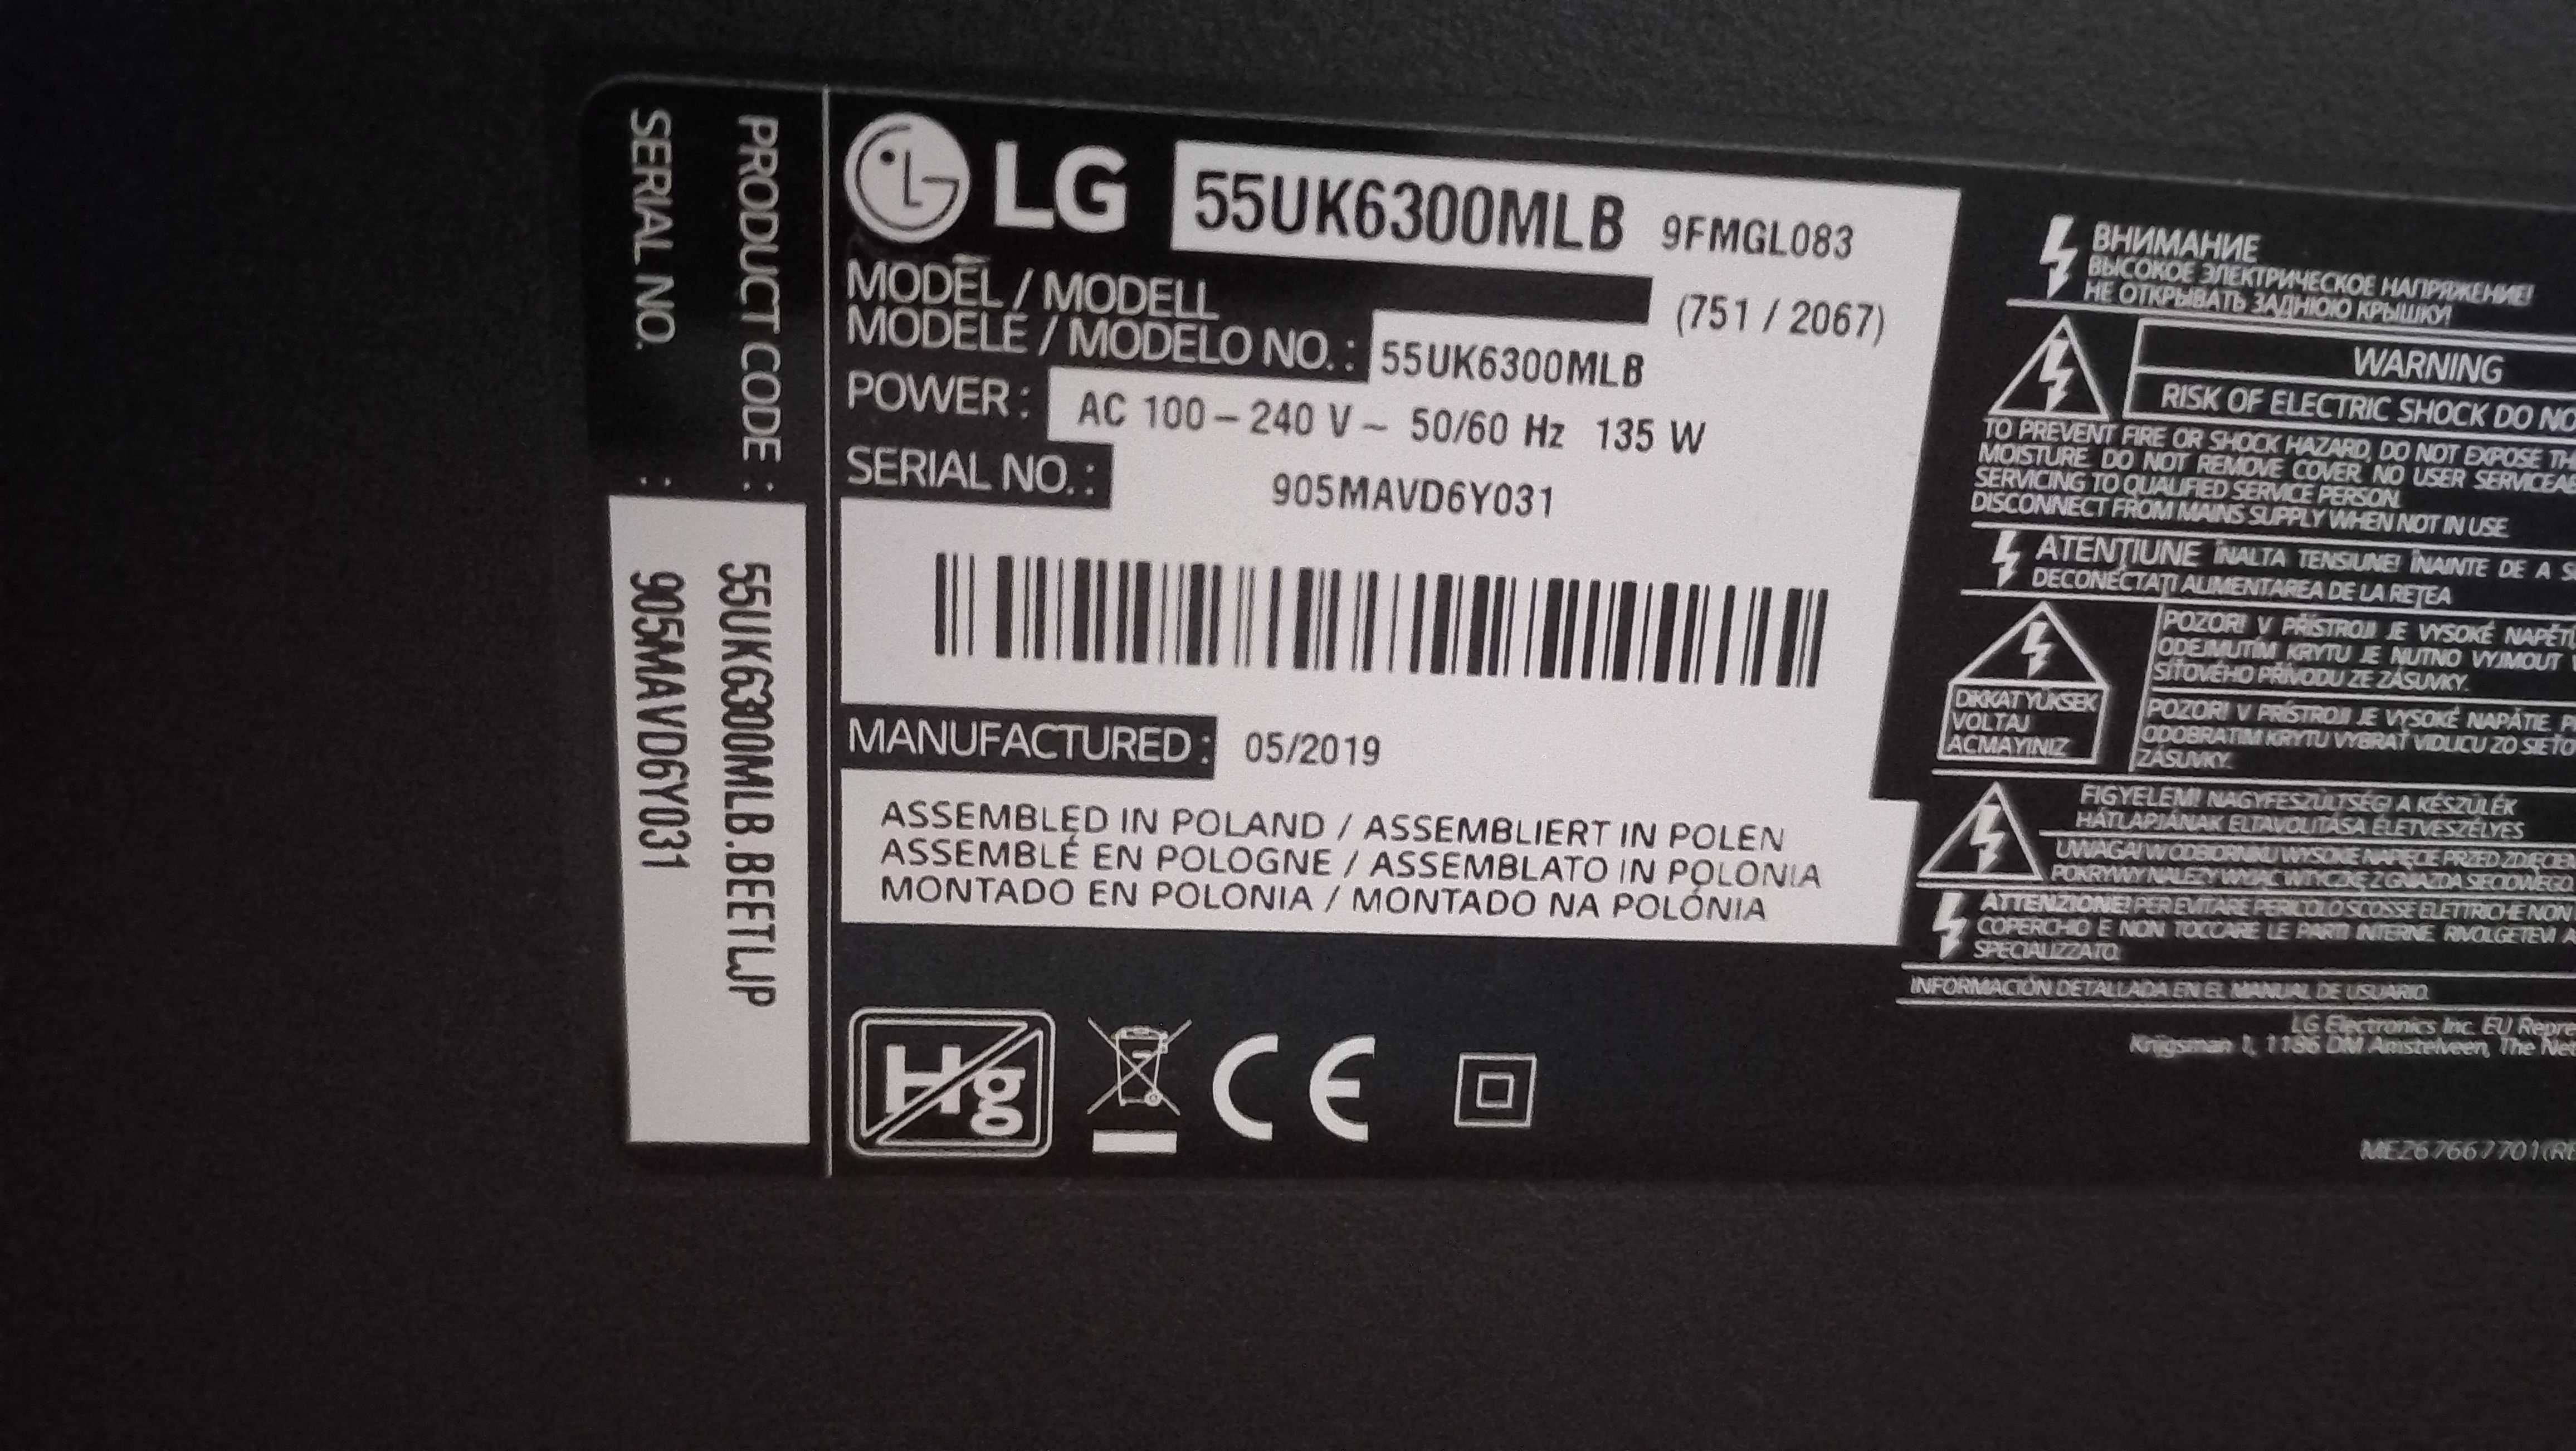 PRODUCT CODE : 55UK6300MLB.BEETLJP
SERIAL NO. : 905MAVD6Y031
LG 55UK6300MLB 9FMGL083
MODEL / MODELL (751 / 2067)
MODÈLE / MODELO NO. : 55UK6300MLB
POWER : AC 100 – 240 V ~ 50/60 Hz 135 W
SERIAL NO. : 905MAVD6Y031
MANUFACTURED : 05/2019
ASSEMBLED IN POLAND / ASSEMBLIERT IN POLEN
ASSEMBLÉ EN POLOGNE / ASSEMBLATO IN POLONIA
MONTADO EN POLONIA / MONTADO NA POLÓNIA
Hg
CE
ВНИМАНИЕ
ВЫСОКОЕ ЭЛЕКТРИЧЕСКОЕ НАПРЯЖЕНИЕ!
НЕ ОТКРЫВАТЬ ЗАДНЮЮ КРЫШКУ!
WARNING
RISK OF ELECTRIC SHOCK DO NO
TO PREVENT FIRE OR SHOCK HAZARD, DO NOT EXPOSE TH
MOISTURE. DO NOT REMOVE COVER. NO USER SERVICEAB
SERVICING TO QUALIFIED SERVICE PERSON.
DISCONNECT FROM MAINS SUPPLY WHEN NOT IN USE.
ATENȚIUNE ÎNALTA TENSIUNE! ÎNAINTE DE A S
DECONECTAȚI ALIMENTAREA DE LA REȚEA
DIKKAT YÜKSEK
VOLTAJ
ACMAYINIZ
POZOR! V PŘÍSTROJI JE VYSOKÉ NAPĚTÍ,
ODEJMUTÍM KRYTU JE NUTNO VYJMOUT
SÍŤOVÉHO PŘÍVODU ZE ZÁSUVKY.
POZOR! V PRÍSTROJI JE VYSOKÉ NAPÄTIE, P
ODOBRATIM KRYTU VYBRAŤ VIDLICU ZO SIEŤO
ZÁSUVKY.
FIGYELEM! NAGYFESZÜLTSÉG! A KÉSZÜLÉK
HÁTLAPJÁNAK ELTAVOLITÁSA ÉLETVESZÉLYES
UWAGA! W ODBIORNIKU WYSOKIE NAPIĘCIE PRZED ZDJĘCIE
POKRYWY NALEŻY WYJĄĆ WTYCZKĘ Z GNIAZDA SIECIOWEGO
ATTENZIONE! PER EVITARE PERICOLO SCOSSE ELETTRICHE NON
COPERCHIO E NON TOCCARE LE PARTI INTERNE. RIVOLGETEVI A
SPECIALIZZATO.
INFORMACIÓN DETALLADA EN EL MANUAL DE USUARIO.
LG Electronics Inc. EU Repre
Krijgsman 1, 1186 DM Amstelveen, The Net
MEZ67667701(RE